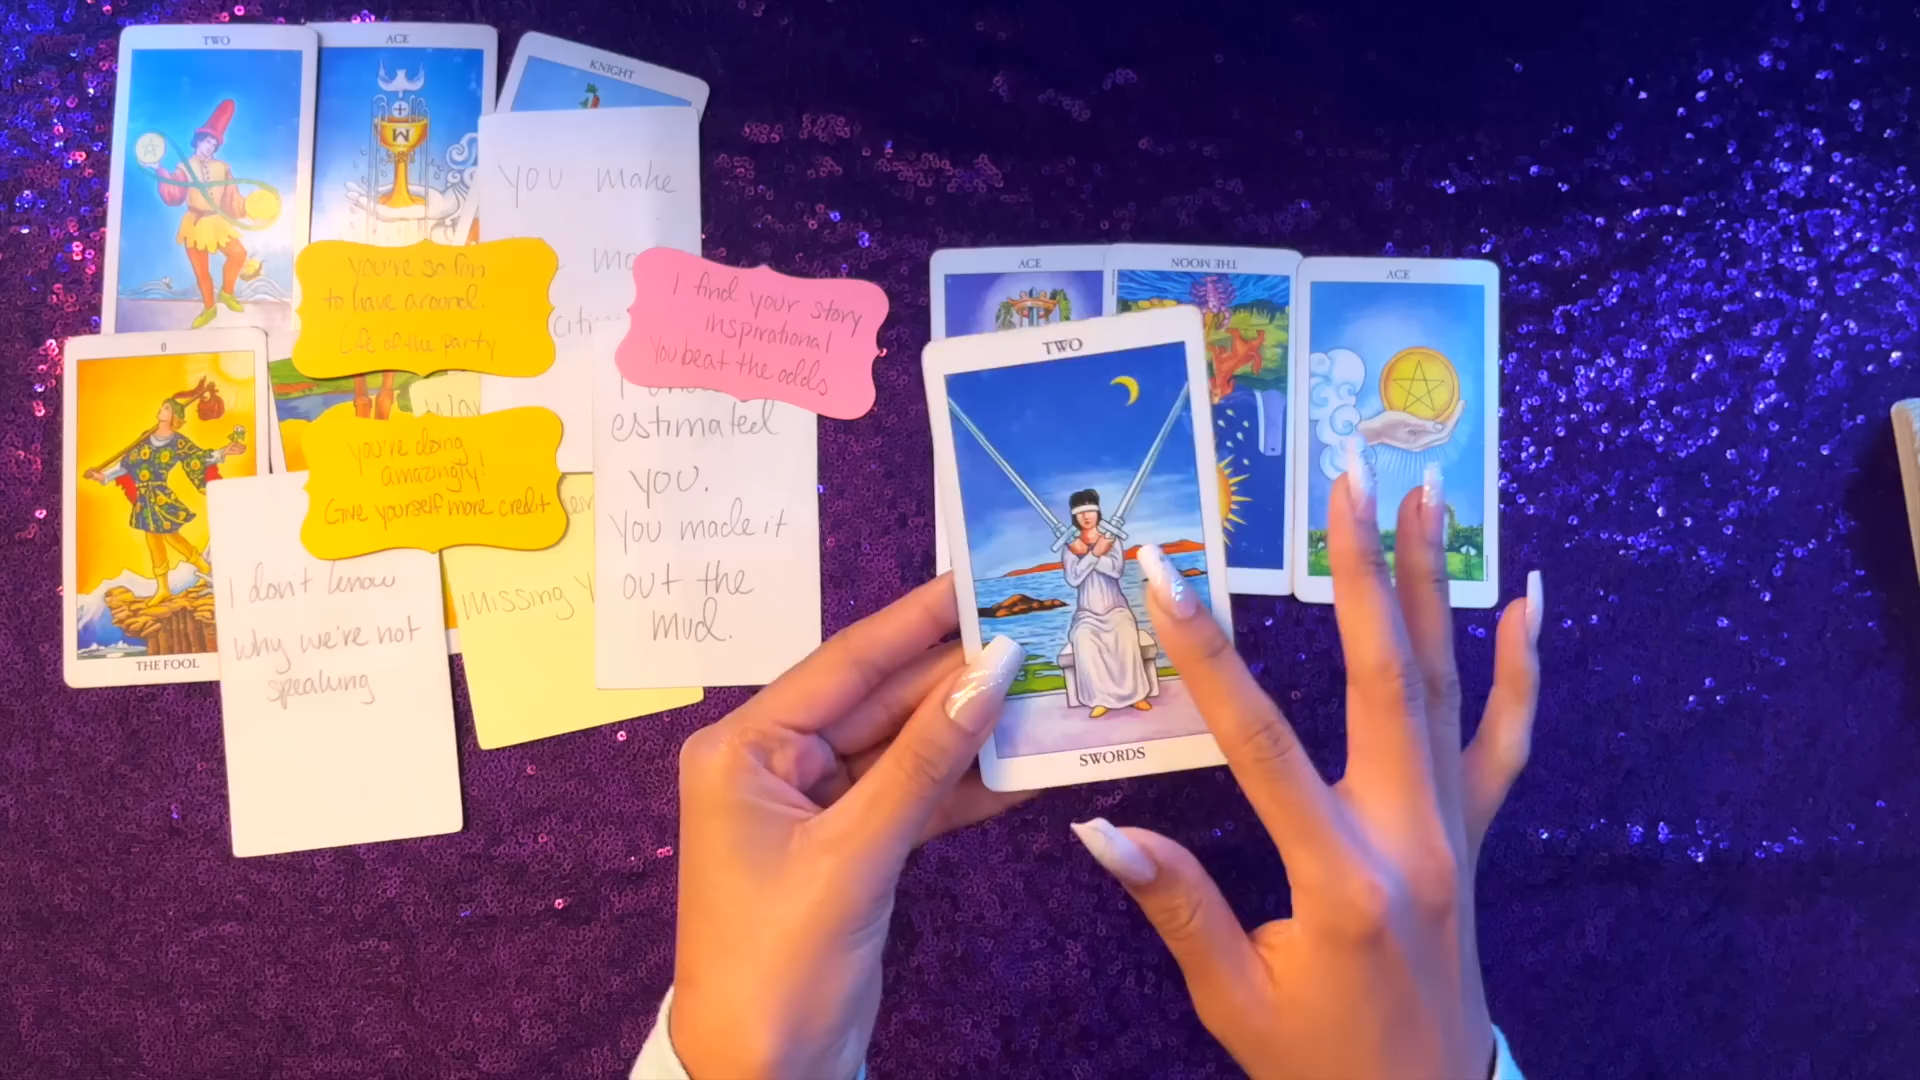 TWO
ACE
KNIGHT
you make
mo
You're so fun
to have around.
Life of the party
I find your story
inspirational
You beat the odds
estimated
you.
You made it
out the
mud.
0
THE FOOL
You're doing
amazingly!
Give yourself more credit
I don't know
why we're not
speaking
Missing Y
ACE
THE MOON
ACE
TWO
SWORDS